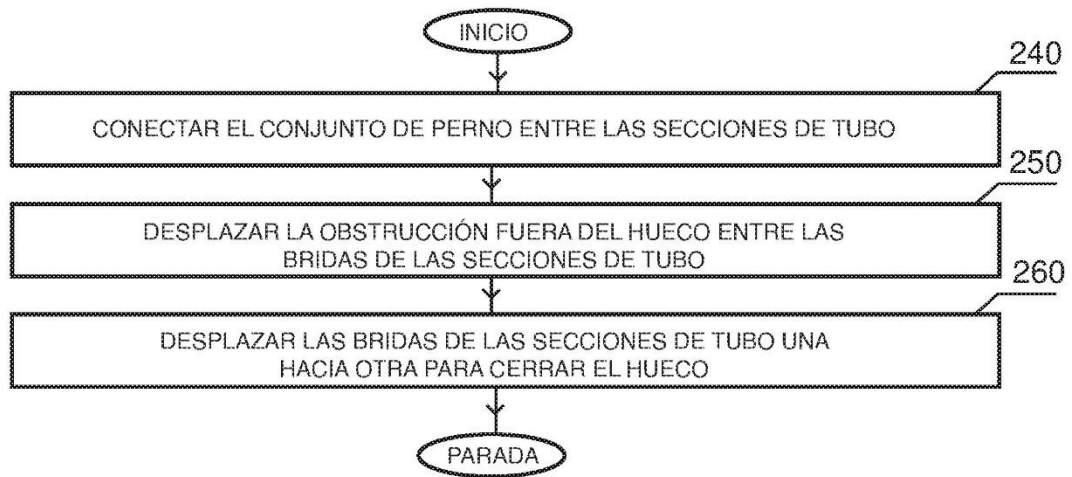 INICIO
240
CONECTAR EL CONJUNTO DE PERNO ENTRE LAS SECCIONES DE TUBO
250
DESPLAZAR LA OBSTRUCCIÓN FUERA DEL HUECO ENTRE LAS
BRIDAS DE LAS SECCIONES DE TUBO
260
DESPLAZAR LAS BRIDAS DE LAS SECCIONES DE TUBO UNA
HACIA OTRA PARA CERRAR EL HUECO
PARADA